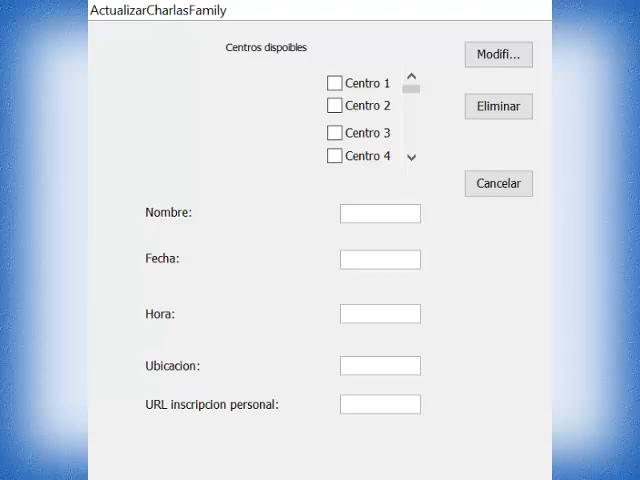 ActualizarCharlasFamily
Centros dispoibles
Modifi...
Centro 1
Centro 2
Eliminar
Centro 3
Centro 4
Cancelar
Nombre:
Fecha:
Hora:
Ubicacion:
URL inscripcion personal: